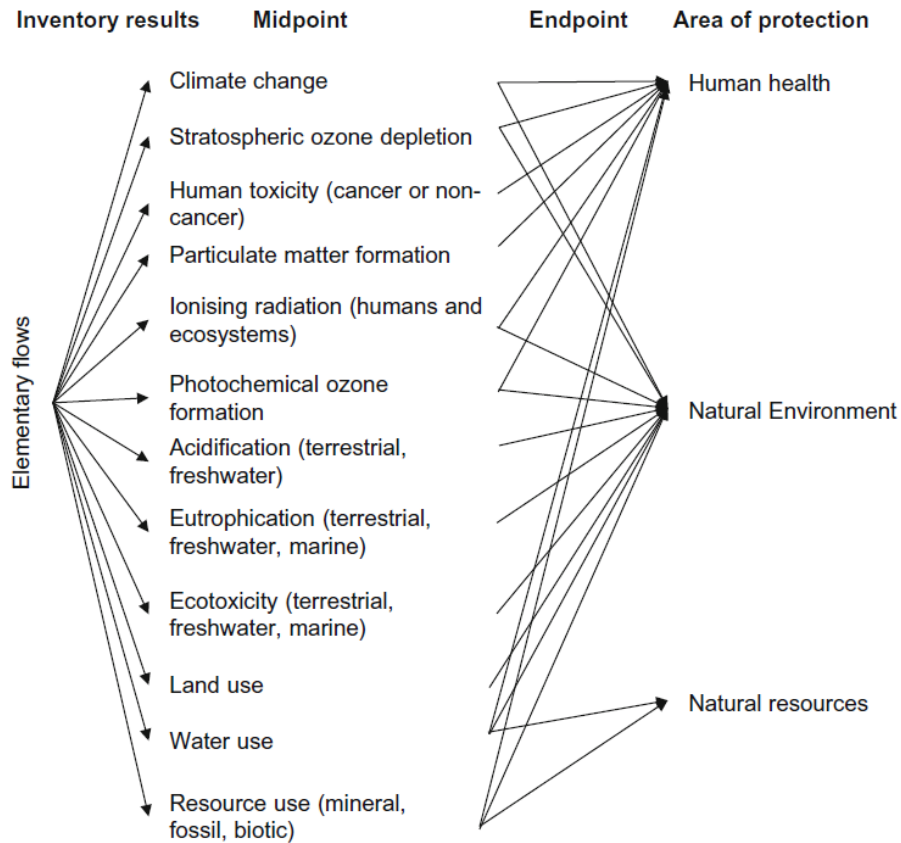 Inventory results Midpoint Endpoint Area of protection
Climate change
Human health
Stratospheric ozone depletion
Human toxicity (cancer or non-
cancer)
Particulate matter formation
Ionising radiation (humans and
ecosystems)
Elementary flows
Photochemical ozone
formation
Natural Environment
Acidification (terrestrial,
freshwater)
Eutrophication (terrestrial,
freshwater, marine)
Ecotoxicity (terrestrial,
freshwater, marine)
Land use
Natural resources
Water use
Resource use (mineral,
fossil, biotic)